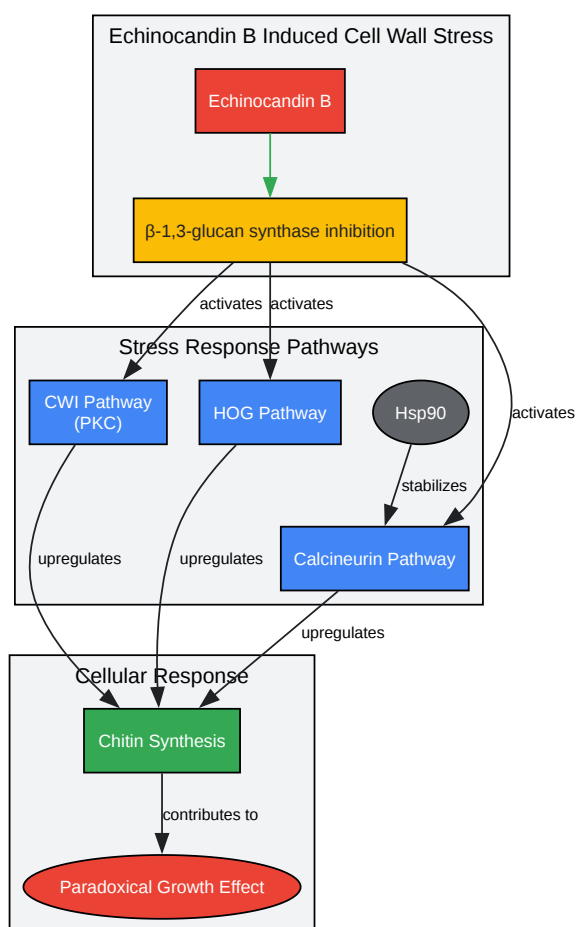 Echinocandin B Induced Cell Wall Stress
Echinocandin B
β-1,3-glucan synthase inhibition
activates
activates
Stress Response Pathways
CWI Pathway
(PKC)
HOG Pathway
Hsp90
activates
stabilizes
upregulates
upregulates
Calcineurin Pathway
upregulates
Cellular Response
Chitin Synthesis
contributes to
Paradoxical Growth Effect